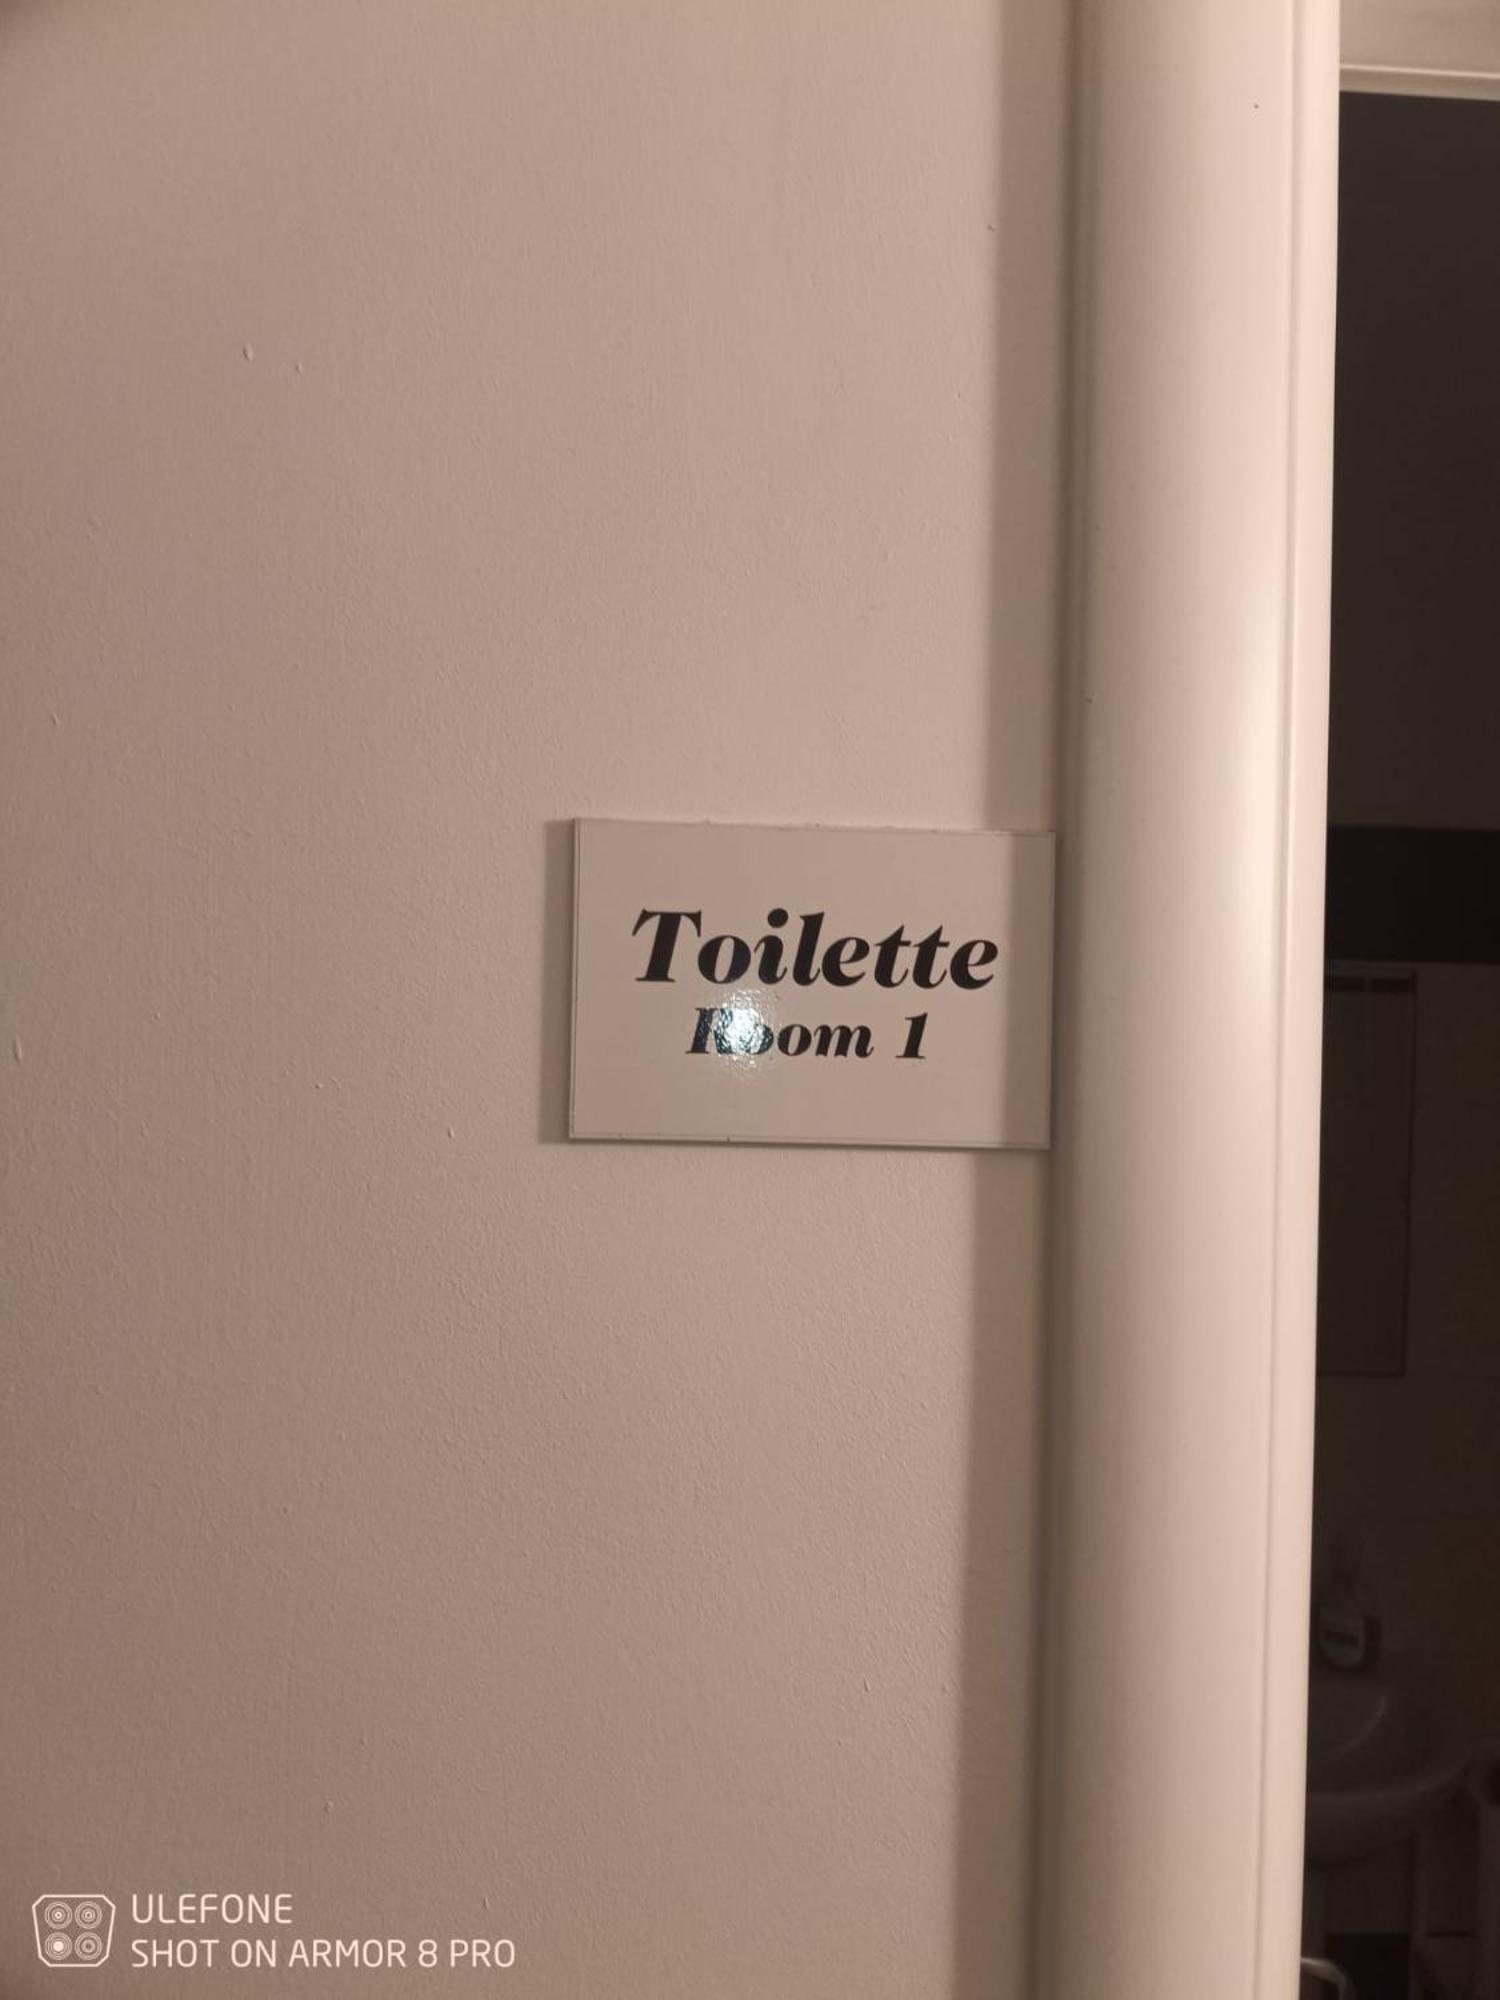 Toilette
Room 1
ULEFONE
SHOT ON ARMOR 8 PRO